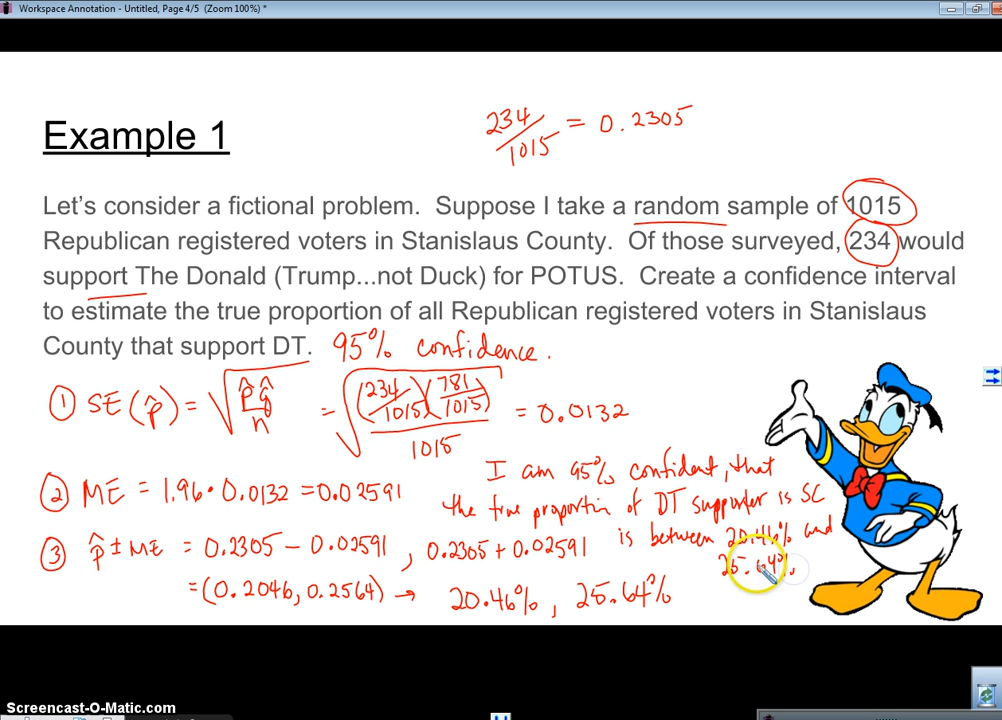 Workspace Annotation - Untitled, Page 4/5 (Zoom 100%) *
234/1015 = 0.2305
Example 1
Let's consider a fictional problem. Suppose I take a random sample of 1015
Republican registered voters in Stanislaus County. Of those surveyed, 234 would
support The Donald (Trump...not Duck) for POTUS. Create a confidence interval
to estimate the true proportion of all Republican registered voters in Stanislaus
County that support DT. 95% confidence.
① SE(p̂) = √(p̂q̂/n) = √((234/1015)(781/1015)/1015) = 0.0132
② ME = 1.96 · 0.0132 = 0.02591
③ p̂ ± ME = 0.2305 − 0.02591, 0.2305 + 0.02591
= (0.2046, 0.2564) → 20.46%, 25.64%
I am 95% confident, that
the true proportion of DT supporter is SC
is between 20.46% and
25.64%.
Screencast-O-Matic.com